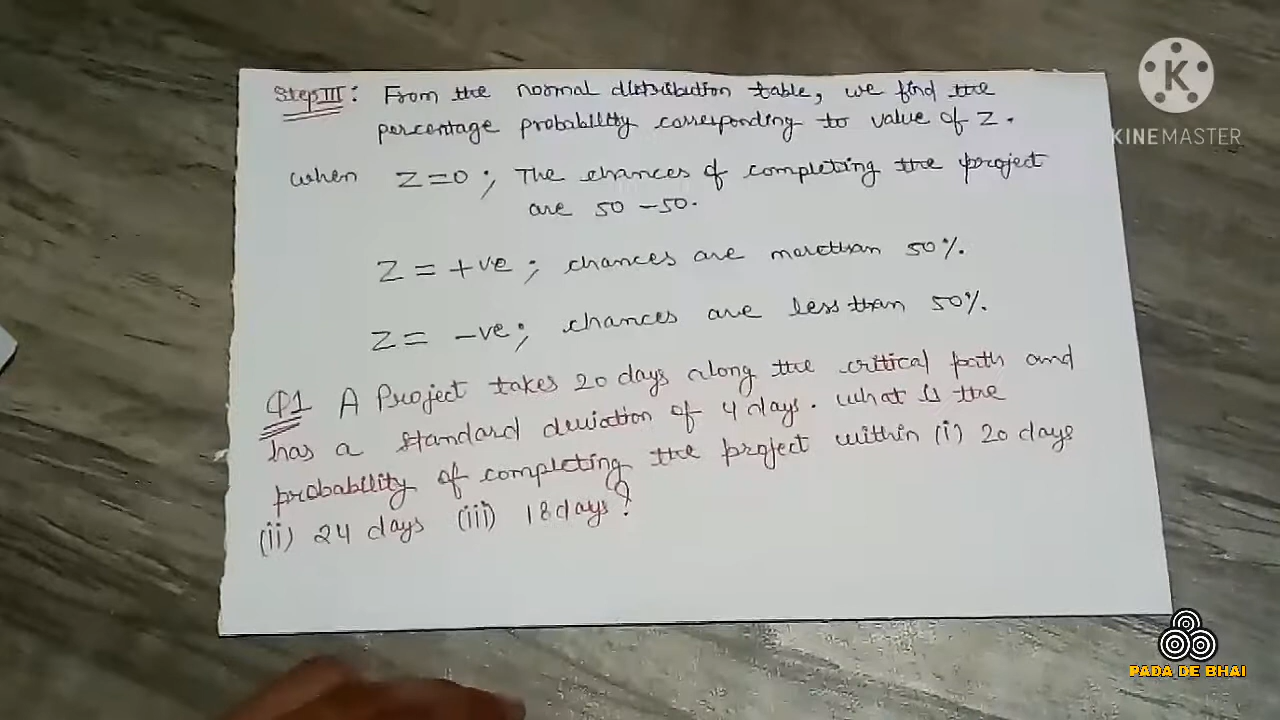 Step III: From the normal distribution table, we find the
percentage probability corresponding to value of Z.
when Z=0; The chances of completing the project
are 50-50.
Z = +ve; chances are morethan 50%.
Z = -ve; chances are less than 50%.
Q1 A Project takes 20 days along the critical path and
has a standard deviation of 4 days. what is the
probability of completing the project within (i) 20 days
(ii) 24 days (iii) 18 days?
K
KINEMASTER
PADA DE BHAI